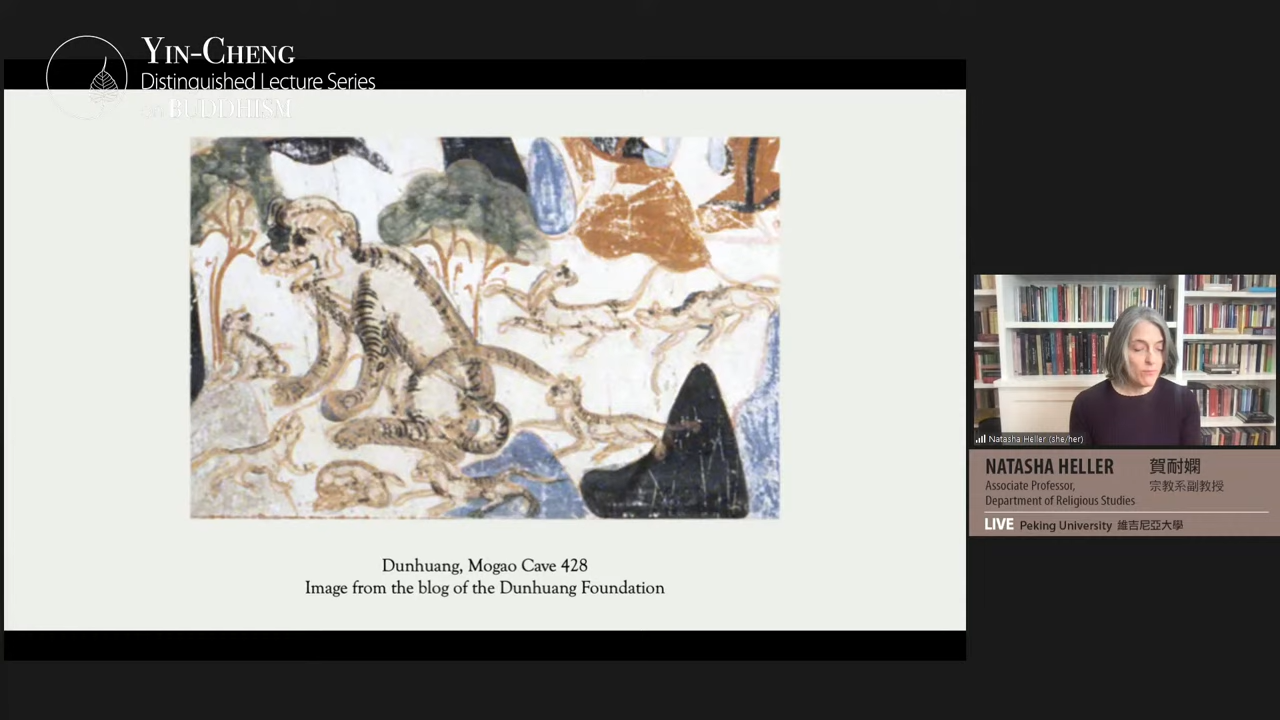 YIN-CHENG
Distinguished Lecture Series
on BUDDHISM
Dunhuang, Mogao Cave 428
Image from the blog of the Dunhuang Foundation
Natasha Heller (she/her)
NATASHA HELLER 賀耐嫻
Associate Professor, 宗教系副教授
Department of Religious Studies
LIVE Peking University 維吉尼亞大學